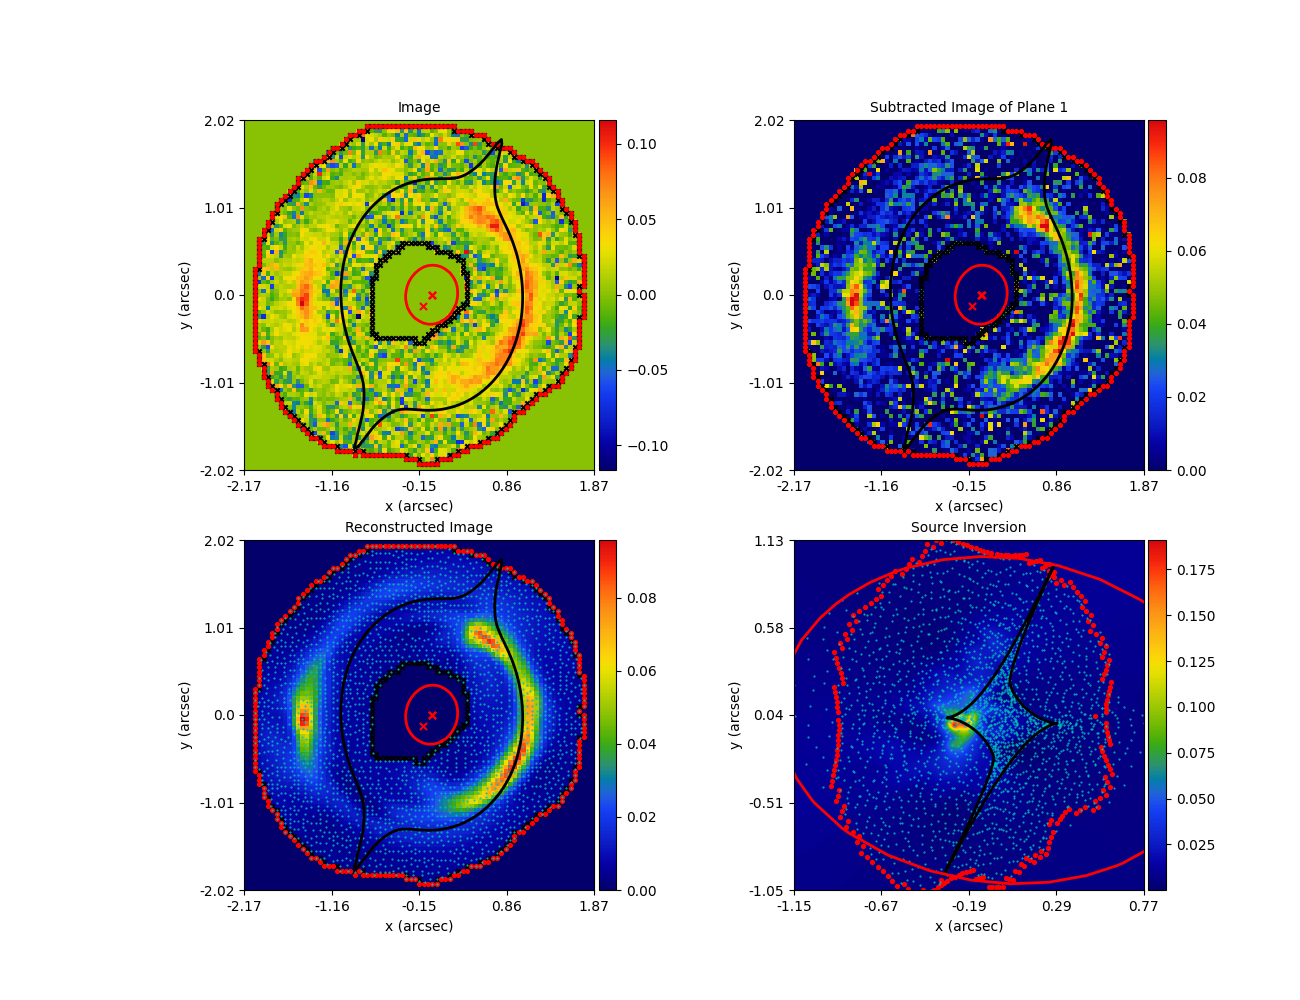 Image
2.02
1.01
0.0
-1.01
-2.02
y (arcsec)
-2.17 -1.16 -0.15 0.86 1.87
x (arcsec)
0.10
0.05
0.00
−0.05
−0.10
Subtracted Image of Plane 1
2.02
1.01
0.0
-1.01
-2.02
y (arcsec)
-2.17 -1.16 -0.15 0.86 1.87
x (arcsec)
0.08
0.06
0.04
0.02
0.00
Reconstructed Image
2.02
1.01
0.0
-1.01
-2.02
y (arcsec)
-2.17 -1.16 -0.15 0.86 1.87
x (arcsec)
0.08
0.06
0.04
0.02
0.00
Source Inversion
1.13
0.58
0.04
-0.51
-1.05
y (arcsec)
-1.15 -0.67 -0.19 0.29 0.77
x (arcsec)
0.175
0.150
0.125
0.100
0.075
0.050
0.025